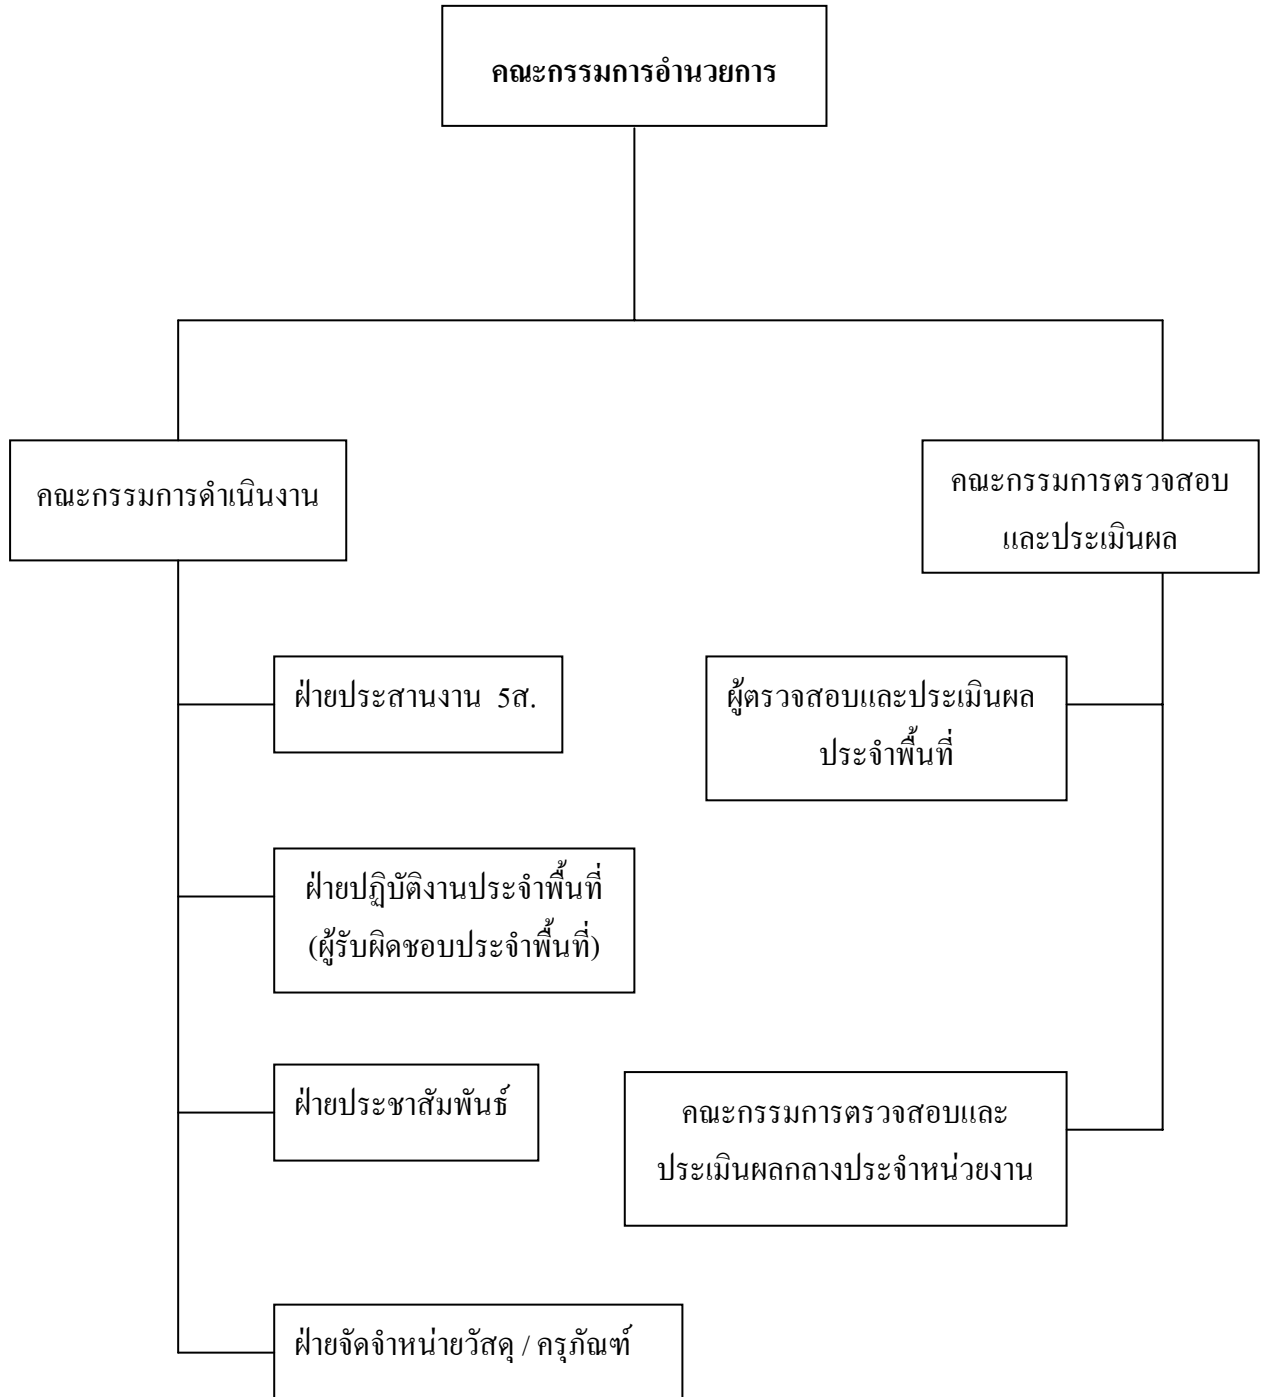 คณะกรรมการอำนวยการ
คณะกรรมการดำเนินงาน
คณะกรรมการตรวจสอบ
และประเมินผล
ฝ่ายประสานงาน 5ส.
ผู้ตรวจสอบและประเมินผล
ประจำพื้นที่
ฝ่ายปฏิบัติงานประจำพื้นที่
(ผู้รับผิดชอบประจำพื้นที่)
ฝ่ายประชาสัมพันธ์
คณะกรรมการตรวจสอบและ
ประเมินผลกลางประจำหน่วยงาน
ฝ่ายจัดจำหน่ายวัสดุ / ครุภัณฑ์